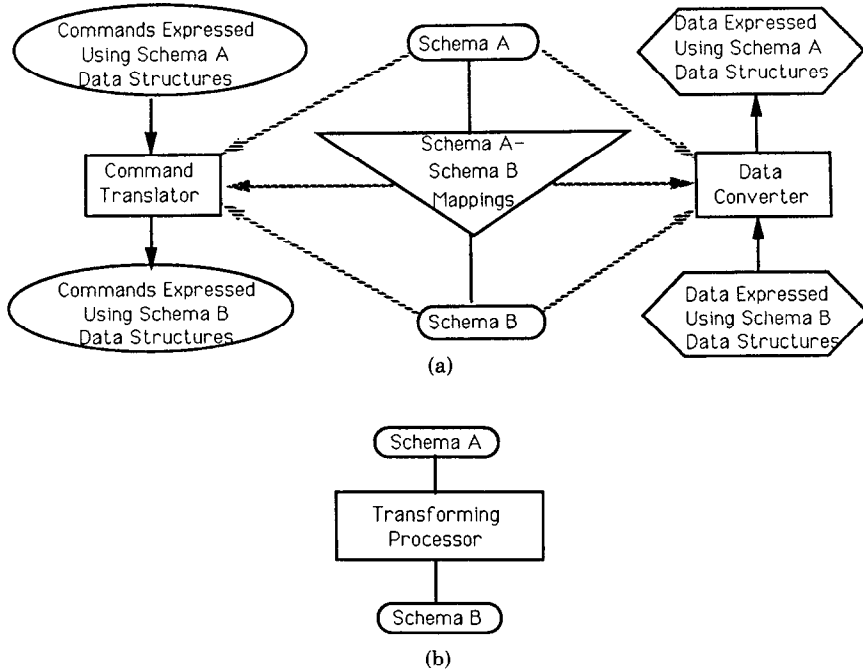 Commands Expressed
Using Schema A
Data Structures
Schema A
Data Expressed
Using Schema A
Data Structures
Command
Translator
Schema A-
Schema B
Mappings
Data
Converter
Commands Expressed
Using Schema B
Data Structures
Schema B
Data Expressed
Using Schema B
Data Structures
(a)
Schema A
Transforming
Processor
Schema B
(b)